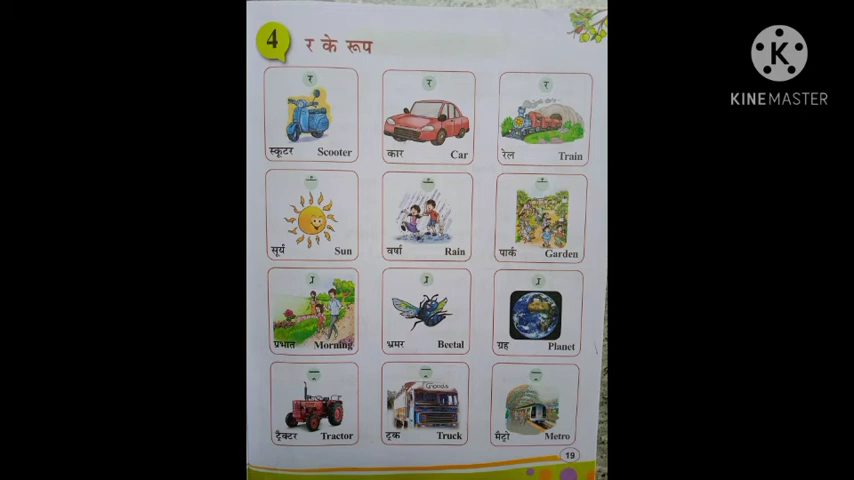 4 र के रूप
K
KINEMASTER
र
र
र
स्कूटर Scooter
कार Car
रेल Train
सूर्य Sun
वर्षा Rain
पार्क Garden
प्रभात Morning
भ्रमर Beetal
ग्रह Planet
ट्रैक्टर Tractor
ट्रक Truck
मैट्रो Metro
19